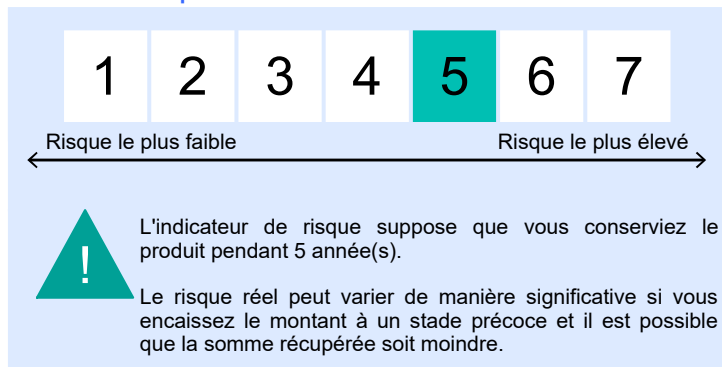 1 2 3 4 5 6 7
Risque le plus faible Risque le plus élevé
!
L'indicateur de risque suppose que vous conserviez le
produit pendant 5 année(s).
Le risque réel peut varier de manière significative si vous
encaissez le montant à un stade précoce et il est possible
que la somme récupérée soit moindre.